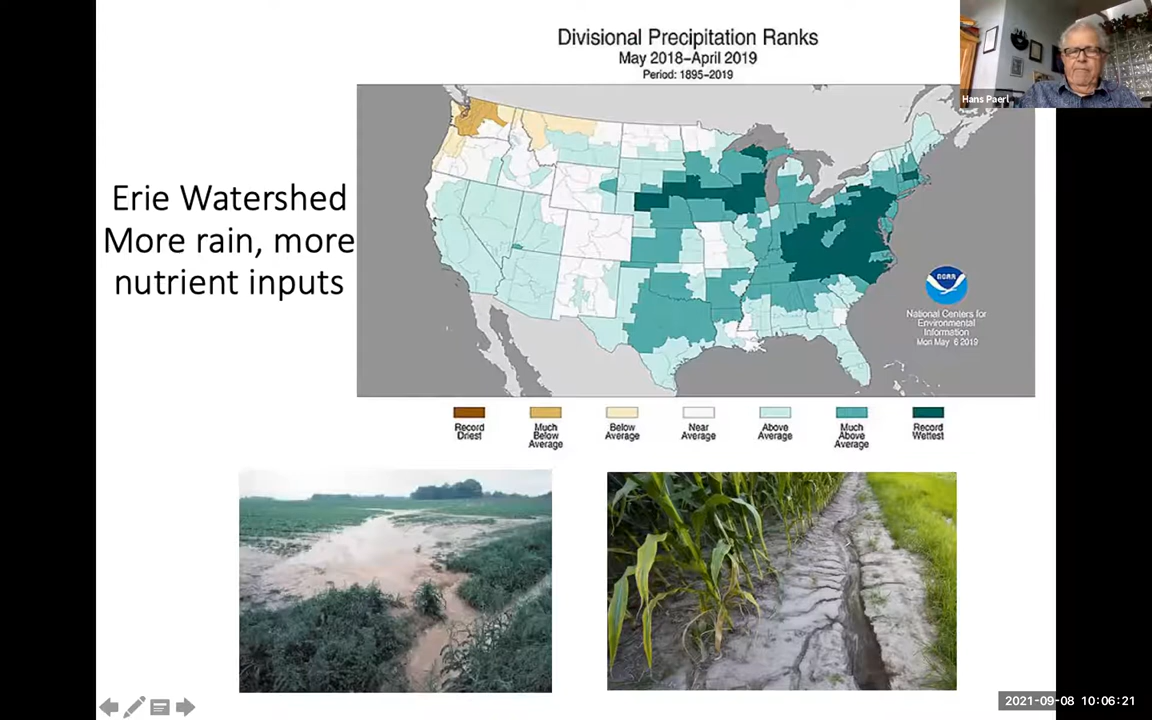 Divisional Precipitation Ranks
May 2018–April 2019
Period: 1895–2019
Hans Paerl
Erie Watershed
More rain, more
nutrient inputs
NOAA
National Centers for
Environmental
Information
Mon May 6 2019
Record
Driest
Much
Below
Average
Below
Average
Near
Average
Above
Average
Much
Above
Average
Record
Wettest
2021-09-08 10:06:21